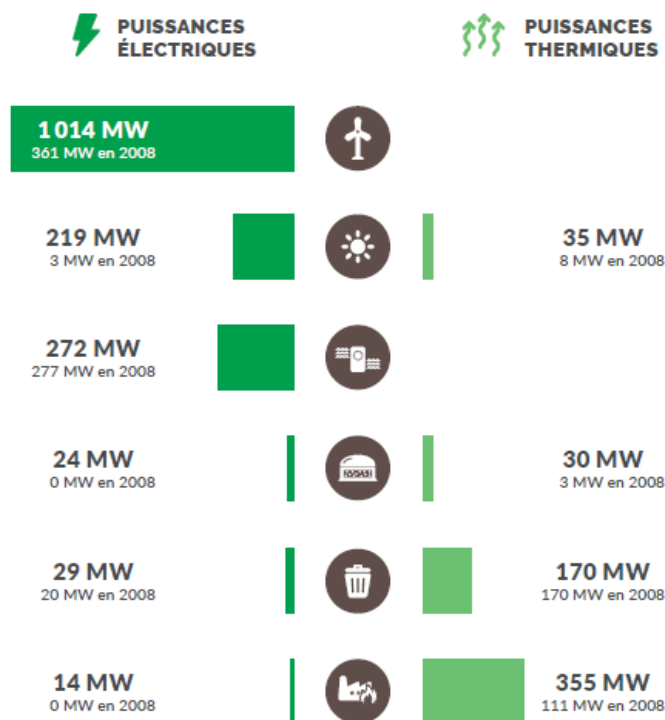 PUISSANCES
ÉLECTRIQUES
PUISSANCES
THERMIQUES
1 014 MW
361 MW en 2008
219 MW
3 MW en 2008
35 MW
8 MW en 2008
272 MW
277 MW en 2008
24 MW
0 MW en 2008
30 MW
3 MW en 2008
29 MW
20 MW en 2008
170 MW
170 MW en 2008
14 MW
0 MW en 2008
355 MW
111 MW en 2008